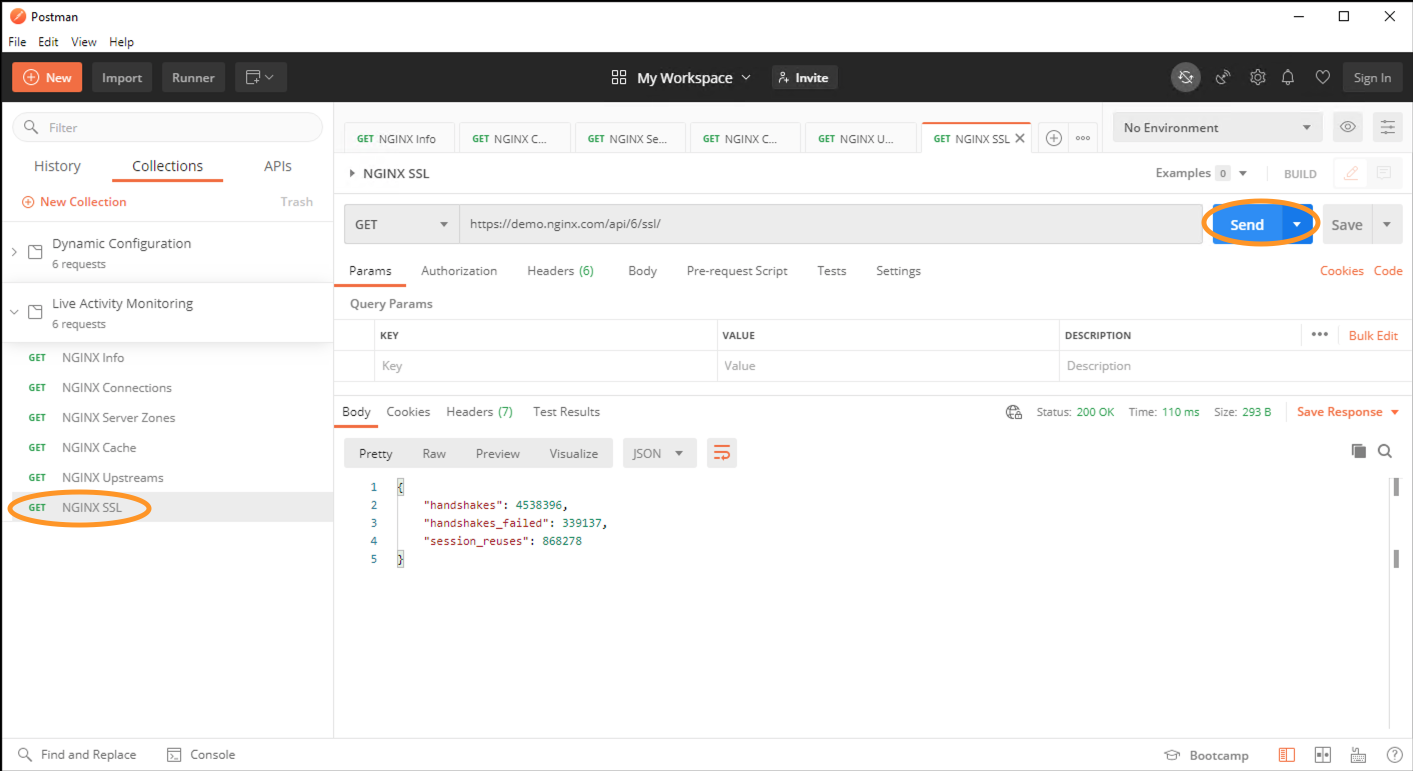 Postman
File Edit View Help
New Import Runner My Workspace Invite Sign In
Filter
History Collections APIs
New Collection Trash
Dynamic Configuration
6 requests
Live Activity Monitoring
6 requests
GET NGINX Info
GET NGINX Connections
GET NGINX Server Zones
GET NGINX Cache
GET NGINX Upstreams
GET NGINX SSL
GET NGINX Info GET NGINX C... GET NGINX Se... GET NGINX C... GET NGINX U... GET NGINX SSL No Environment
NGINX SSL Examples 0 BUILD
GET https://demo.nginx.com/api/6/ssl/ Send Save
Params Authorization Headers (6) Body Pre-request Script Tests Settings Cookies Code
Query Params
KEY VALUE DESCRIPTION Bulk Edit
Key Value Description
Body Cookies Headers (7) Test Results Status: 200 OK Time: 110 ms Size: 293 B Save Response
Pretty Raw Preview Visualize JSON
1 {
2 "handshakes": 4538396,
3 "handshakes_failed": 339137,
4 "session_reuses": 868278
5 }
Find and Replace Console Bootcamp